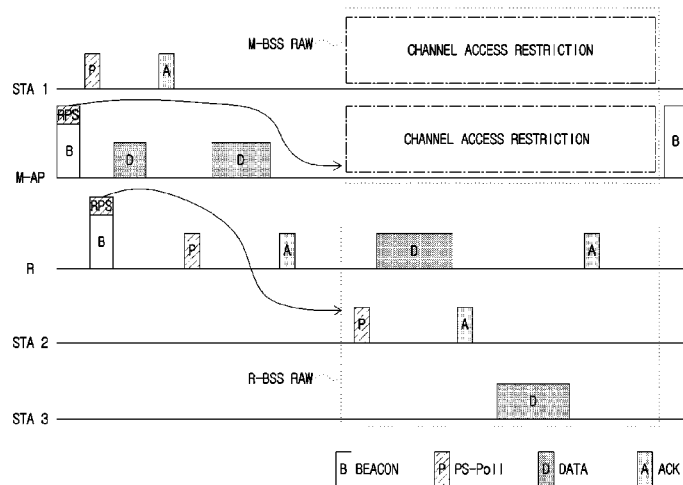 M-BSS RAW
CHANNEL ACCESS RESTRICTION
P
A
STA 1
RPS
B
D
D
CHANNEL ACCESS RESTRICTION
B
M-AP
RPS
B
P
A
D
A
R
P
A
STA 2
R-BSS RAW
D
STA 3
B BEACON
P PS-Poll
D DATA
A ACK